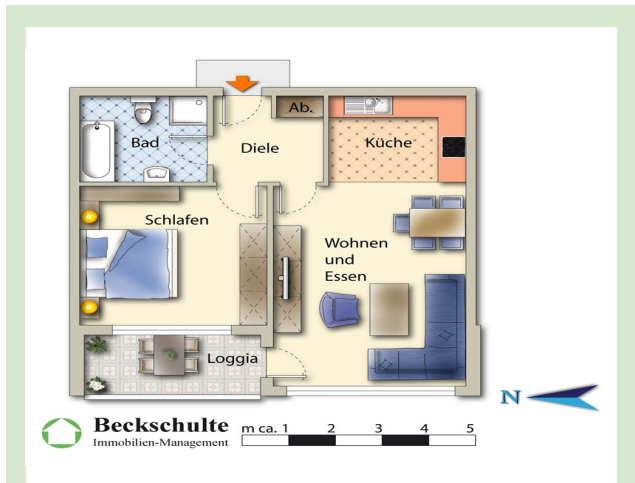 Ab.
Bad
Diele
Küche
Schlafen
Wohnen
und
Essen
Loggia
N
Beckschulte
Immobilien-Management
m ca. 1 2 3 4 5